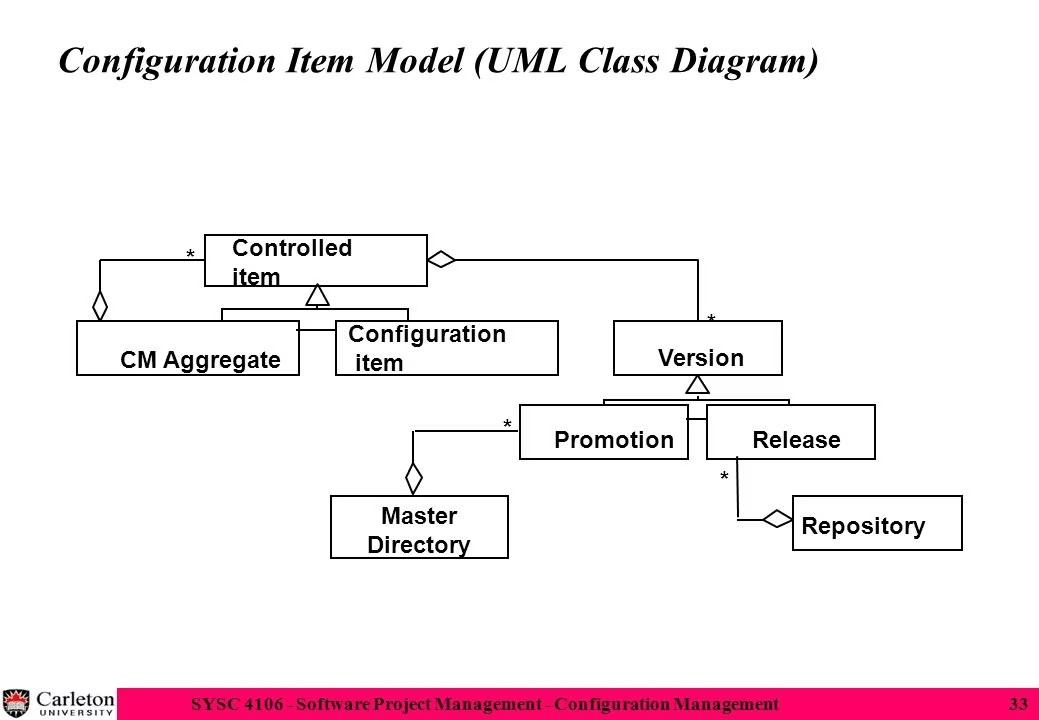 Configuration Item Model (UML Class Diagram)
*
Controlled
item
*
CM Aggregate
Configuration
item
Version
*
Promotion
Release
*
Master
Directory
Repository
Carleton
UNIVERSITY
SYSC 4106 - Software Project Management - Configuration Management
33